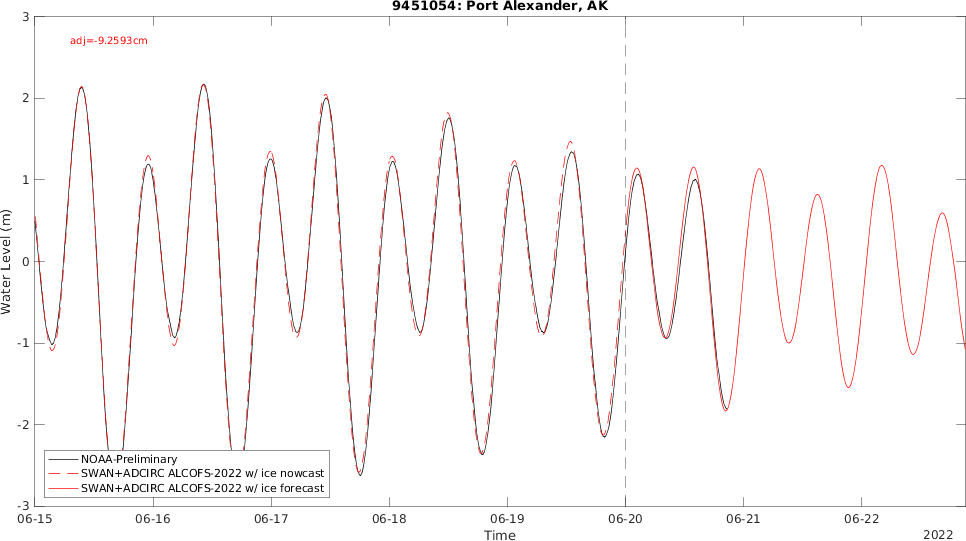 9451054: Port Alexander, AK
adj=-9.2593cm
Water Level (m)
3
2
1
0
-1
-2
-3
NOAA-Preliminary
SWAN+ADCIRC ALCOFS-2022 w/ ice nowcast
SWAN+ADCIRC ALCOFS-2022 w/ ice forecast
06-15 06-16 06-17 06-18 06-19 06-20 06-21 06-22
Time
2022